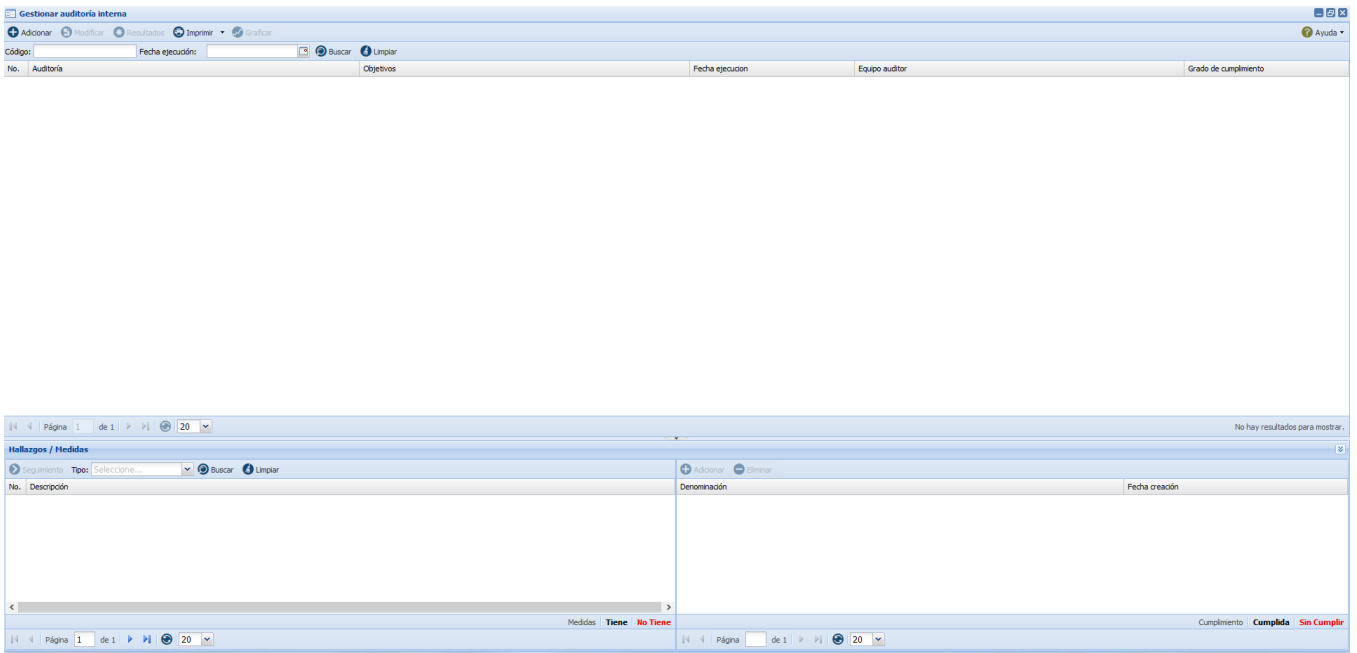 Gestionar auditoría interna
Adicionar Modificar Resultados Imprimir Graficar Ayuda
Código: Fecha ejecución: Buscar Limpiar
No. Auditoría Objetivos Fecha ejecucion Equipo auditor Grado de cumplimiento
Página 1 de 1 20 No hay resultados para mostrar.
Hallazgos / Medidas
Seguimiento Tipo: Seleccione.... Buscar Limpiar Adicionar Eliminar
No. Descripción Denominación Fecha creación
Medidas Tiene No Tiene Cumplimiento Cumplida Sin Cumplir
Página 1 de 1 20 Página de 1 20